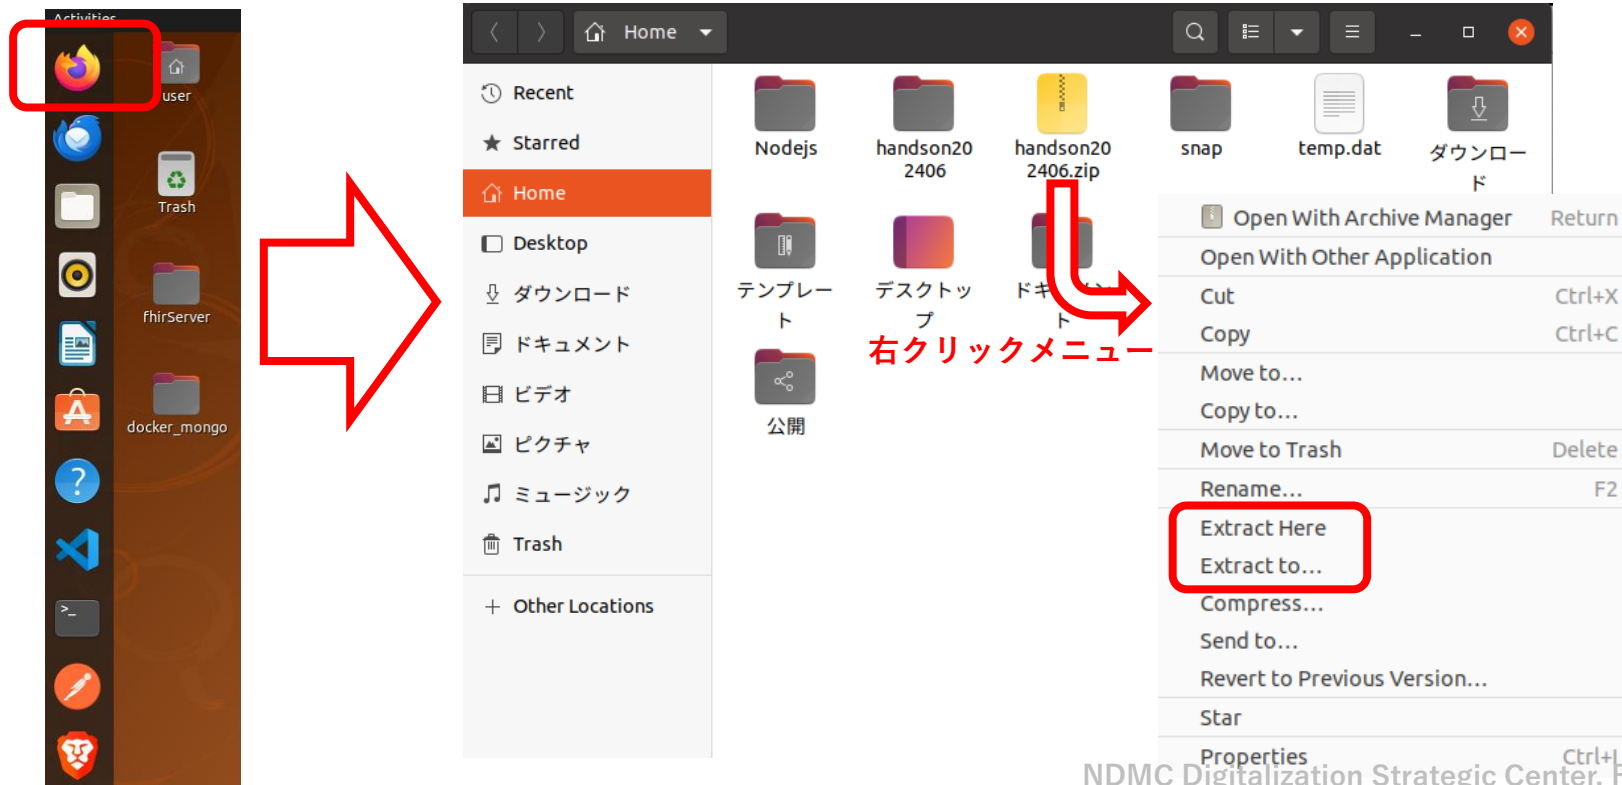 Activities
user
Trash
fhirServer
docker_mongo
Home
Recent
Starred
Home
Desktop
ダウンロード
ドキュメント
ビデオ
ピクチャ
ミュージック
Trash
Other Locations
Nodejs
handson20
2406
handson20
2406.zip
snap
temp.dat
ダウンロー
ド
テンプレー
ト
デスクトッ
プ
ト
公開
右クリックメニュー
Open With Archive Manager Return
Open With Other Application
Cut Ctrl+X
Copy Ctrl+C
Move to...
Copy to...
Move to Trash Delete
Rename... F2
Extract Here
Extract to...
Compress...
Send to...
Revert to Previous Version...
Star
Properties Ctrl+
NDMC Digitalization Strategic Center.